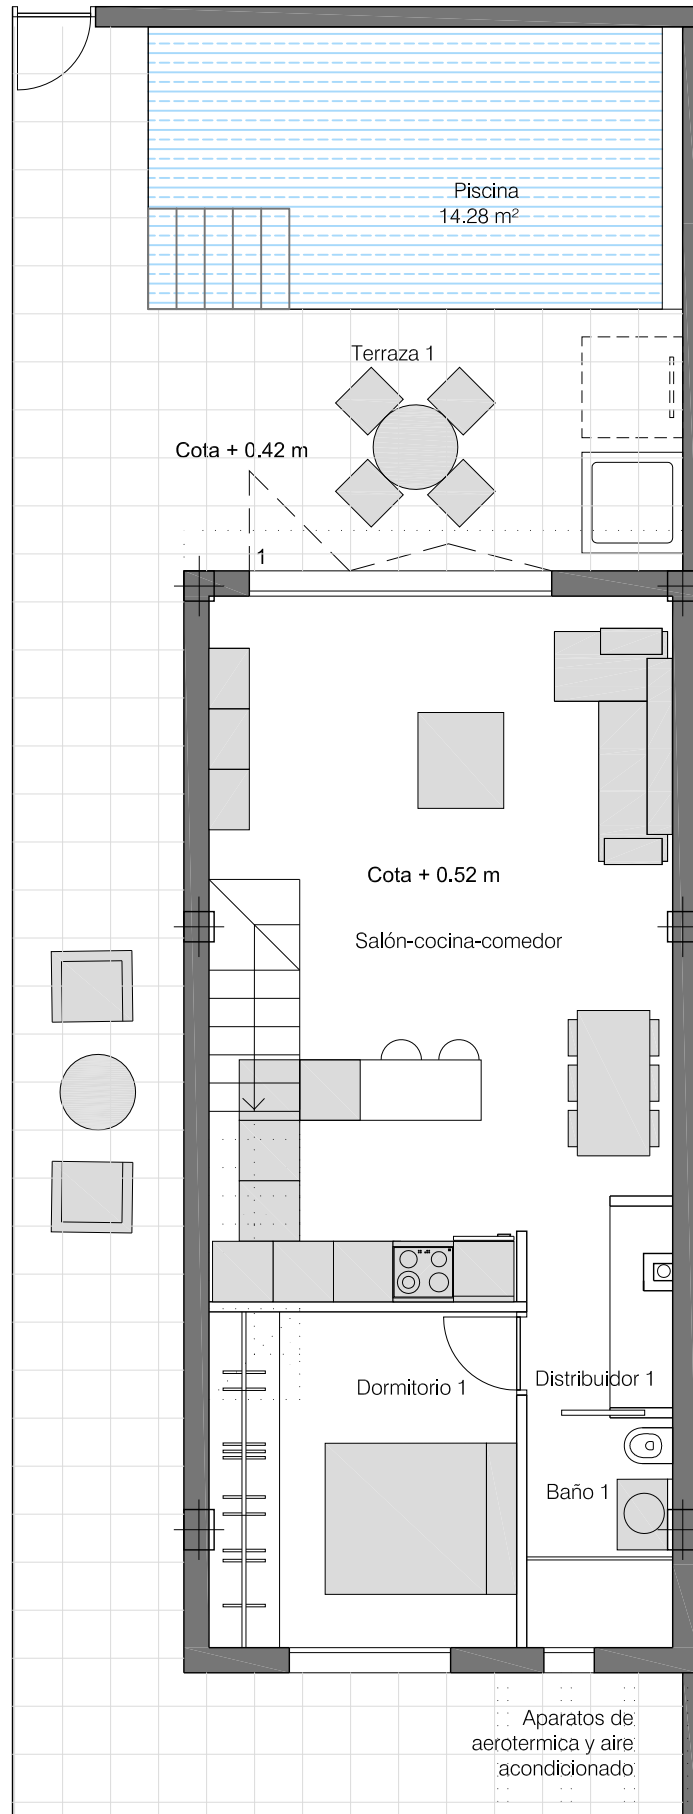 Piscina
14.28 m²
Terraza 1
Cota + 0.42 m
1
Cota + 0.52 m
Salón-cocina-comedor
Dormitorio 1
Distribuidor 1
Baño 1
Aparatos de
aerotermica y aire
acondicionado